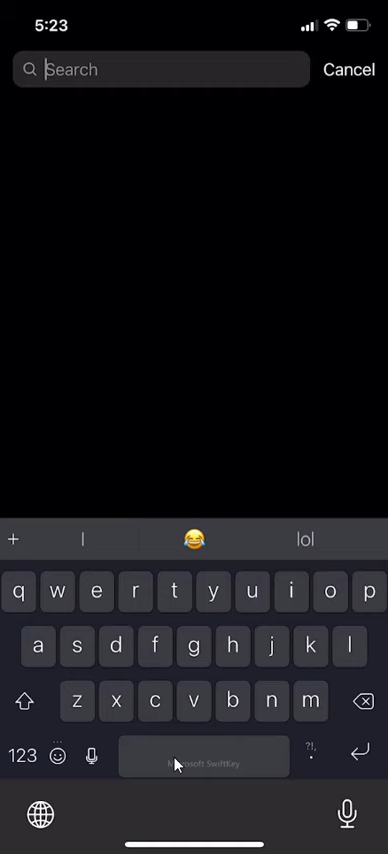 5:23
Search
Cancel
+ I 😂 lol
q w e r t y u i o p
a s d f g h j k l
z x c v b n m
123 Microsoft SwiftKey ?!, .